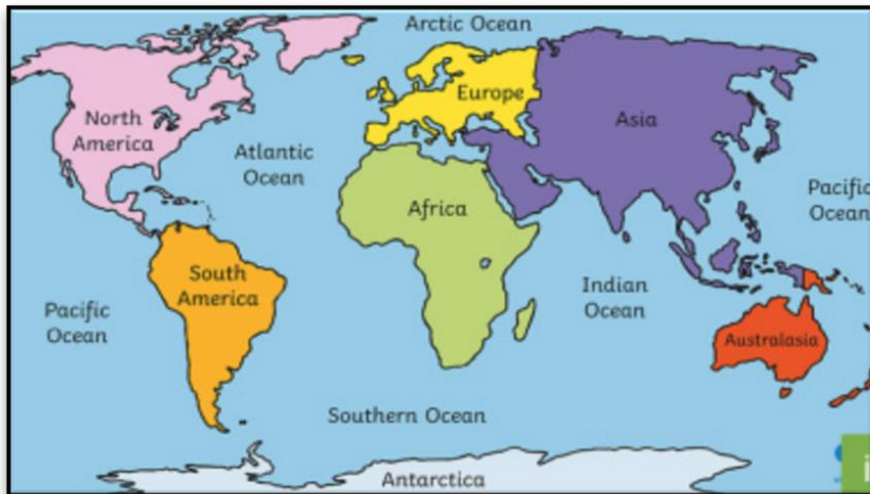 Arctic Ocean
Europe
North
America
Asia
Atlantic
Ocean
Africa
Pacific
Ocean
South
America
Indian
Ocean
Pacific
Ocean
Australasia
Southern Ocean
Antarctica